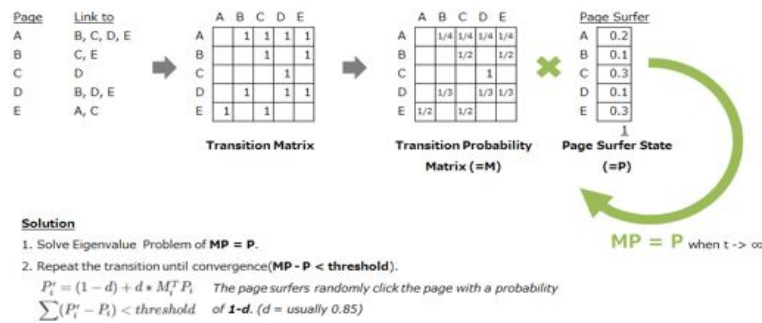 Page Link to
A B, C, D, E
B C, E
C D
D B, D, E
E A, C
A B C D E
A 1 1 1 1
B 1 1
C 1
D 1 1 1
E 1 1
Transition Matrix
A B C D E
A 1/4 1/4 1/4 1/4
B 1/2 1/2
C 1
D 1/3 1/3 1/3
E 1/2 1/2
Transition Probability
Matrix (=M)
Page Surfer
A 0.2
B 0.1
C 0.3
D 0.1
E 0.3
1
Page Surfer State
(=P)
MP = P when t -> ∞
Solution
1. Solve Eigenvalue Problem of MP = P.
2. Repeat the transition until convergence(MP - P < threshold).
P'ᵢ = (1 − d) + d * Mᵢᵀ Pᵢ The page surfers randomly click the page with a probability
∑(P'ᵢ − Pᵢ) < threshold of 1-d. (d = usually 0.85)